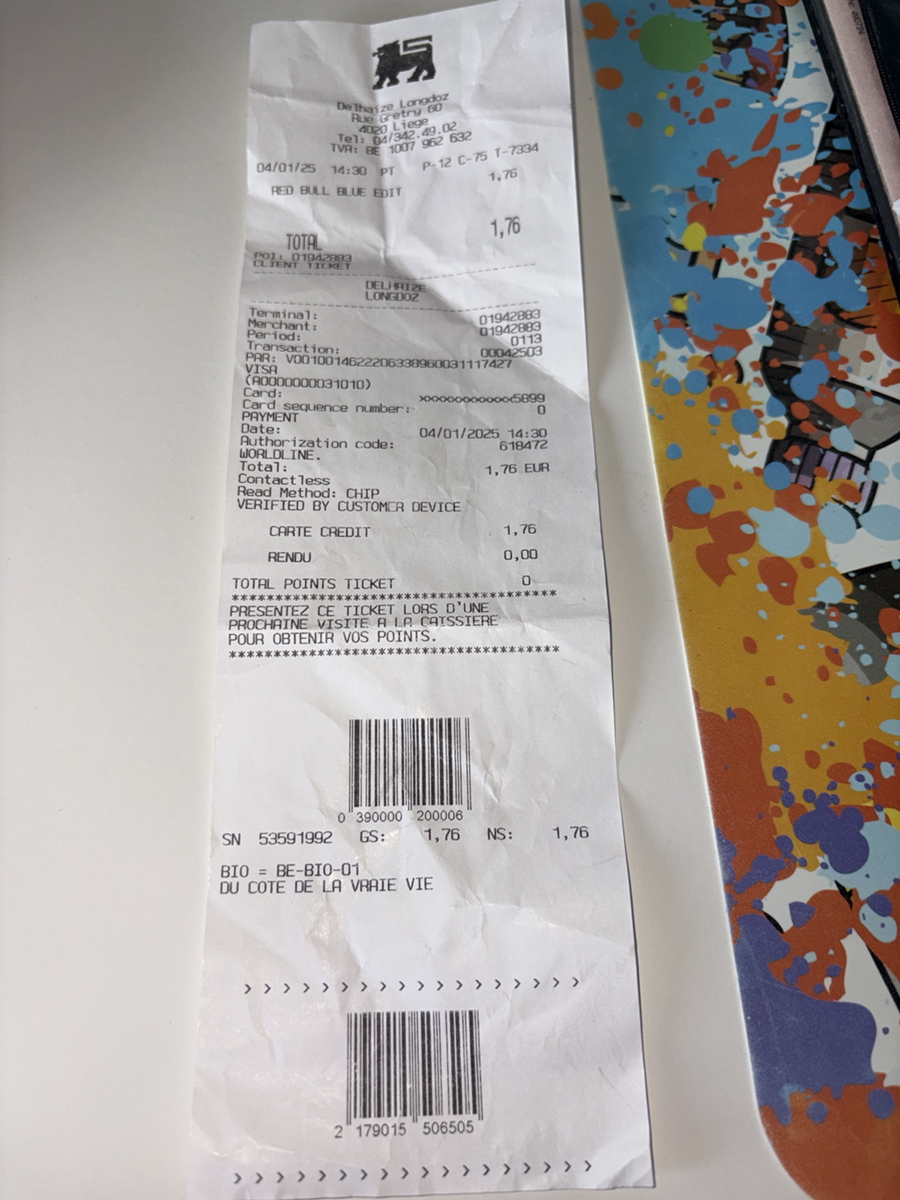 Delhaize Longdoz
Rue Gretry 60
4020 Liege
Tel: 04/342.49.02
TVA: BE 1007 962 632
04/01/25 14:30 PT P-12 C-75 T-7334
RED BULL BLUE EDIT 1,76
TOTAL 1,76
POI: 01942883
CLIENT TICKET
DELHAIZE
LONGDOZ
Terminal: 01942883
Merchant: 01942883
Period: 0113
Transaction: 00042503
PAR: V0010014622206338960031117427
VISA
(A0000000031010)
Card: xxxxxxxxxxxx5899
Card sequence number: 0
PAYMENT
Date: 04/01/2025 14:30
Authorization code: 618472
WORLDLINE.
Total: 1,76 EUR
Contactless
Read Method: CHIP
VERIFIED BY CUSTOMER DEVICE
CARTE CREDIT 1,76
RENDU 0,00
TOTAL POINTS TICKET 0
************************************
PRESENTEZ CE TICKET LORS D'UNE
PROCHAINE VISITE A LA CAISSIERE
POUR OBTENIR VOS POINTS.
************************************
0 390000 200006
SN 53591992 GS: 1,76 NS: 1,76
BIO = BE-BIO-01
DU COTE DE LA VRAIE VIE
> > > > > > > > > > > > > > > > > >
2 179015 506505
> > > > > > > > > > > > > > > > > > >